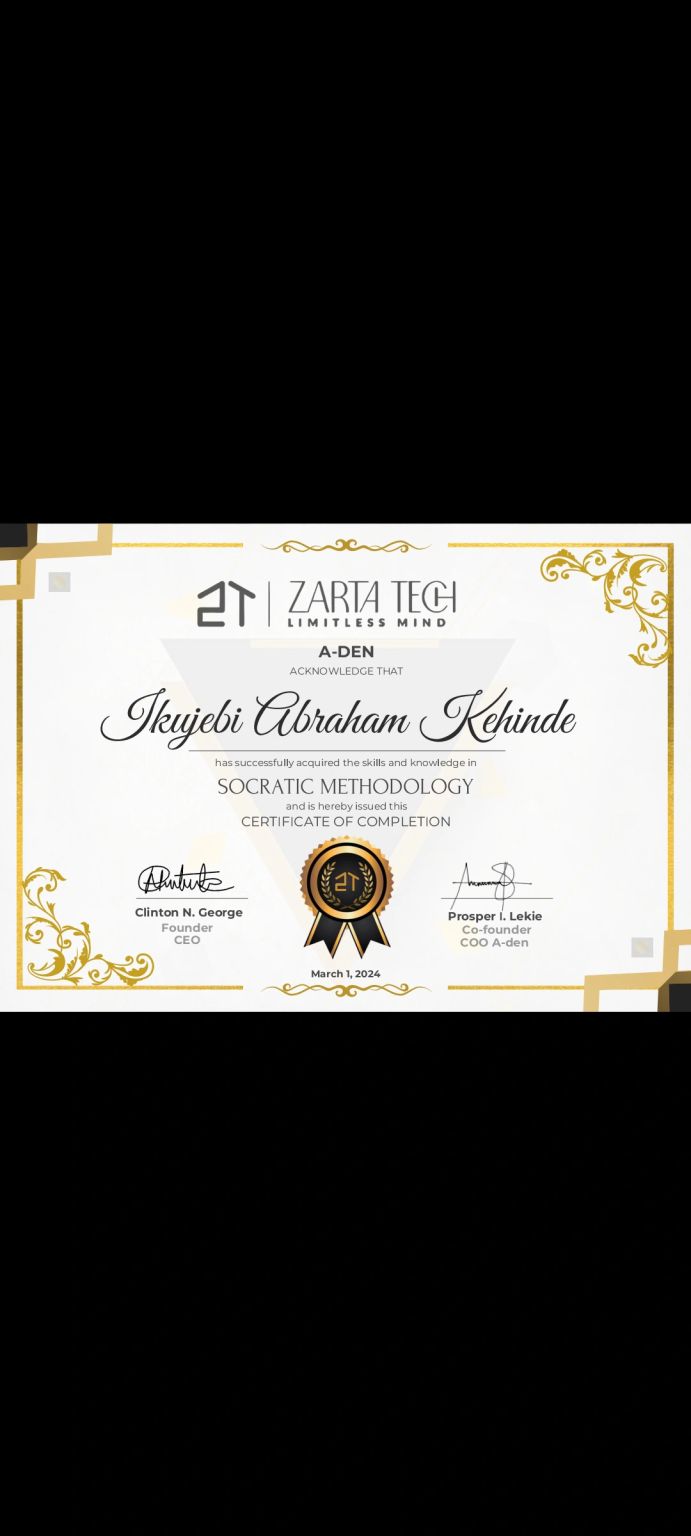 ZT | ZARTA TECH
LIMITLESS MIND
A-DEN
ACKNOWLEDGE THAT
Ikujebi Abraham Kehinde
has successfully acquired the skills and knowledge in
SOCRATIC METHODOLOGY
and is hereby issued this
CERTIFICATE OF COMPLETION
ZT
Clinton N. George
Founder
CEO
Prosper I. Lekie
Co-founder
COO A-den
March 1, 2024